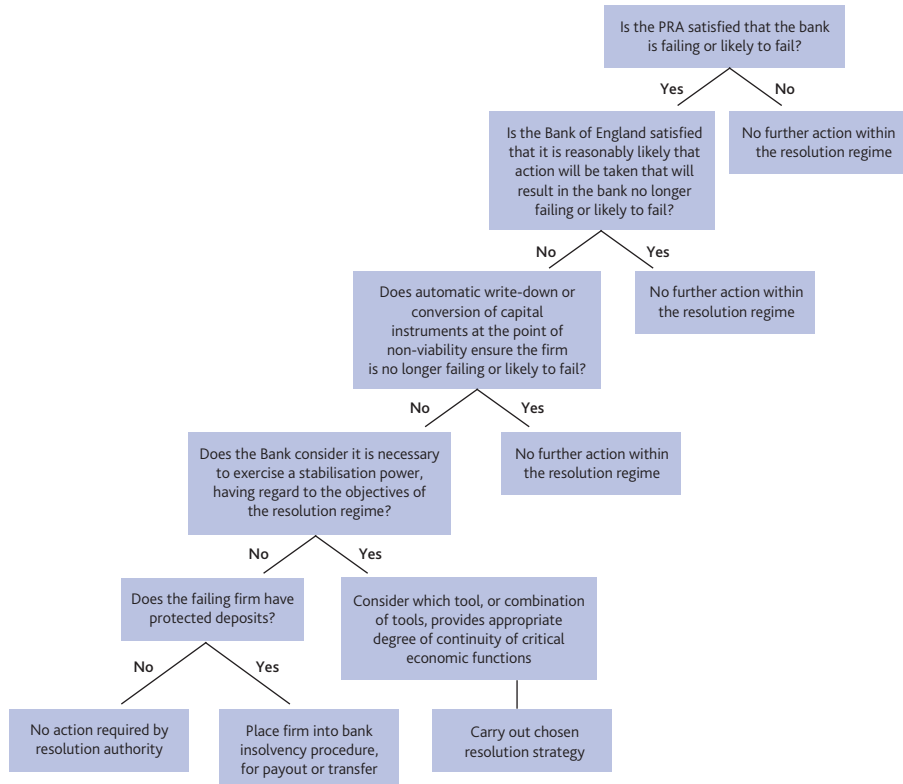 Is the PRA satisfied that the bank
is failing or likely to fail?
Yes
No
Is the Bank of England satisfied
that it is reasonably likely that
action will be taken that will
result in the bank no longer
failing or likely to fail?
No further action within
the resolution regime
No
Yes
Does automatic write-down or
conversion of capital
instruments at the point of
non-viability ensure the firm
is no longer failing or likely to fail?
No further action within
the resolution regime
No
Yes
Does the Bank consider it is necessary
to exercise a stabilisation power,
having regard to the objectives of
the resolution regime?
No further action within
the resolution regime
No
Yes
Does the failing firm have
protected deposits?
Consider which tool, or combination
of tools, provides appropriate
degree of continuity of critical
economic functions
No
Yes
No action required by
resolution authority
Place firm into bank
insolvency procedure,
for payout or transfer
Carry out chosen
resolution strategy